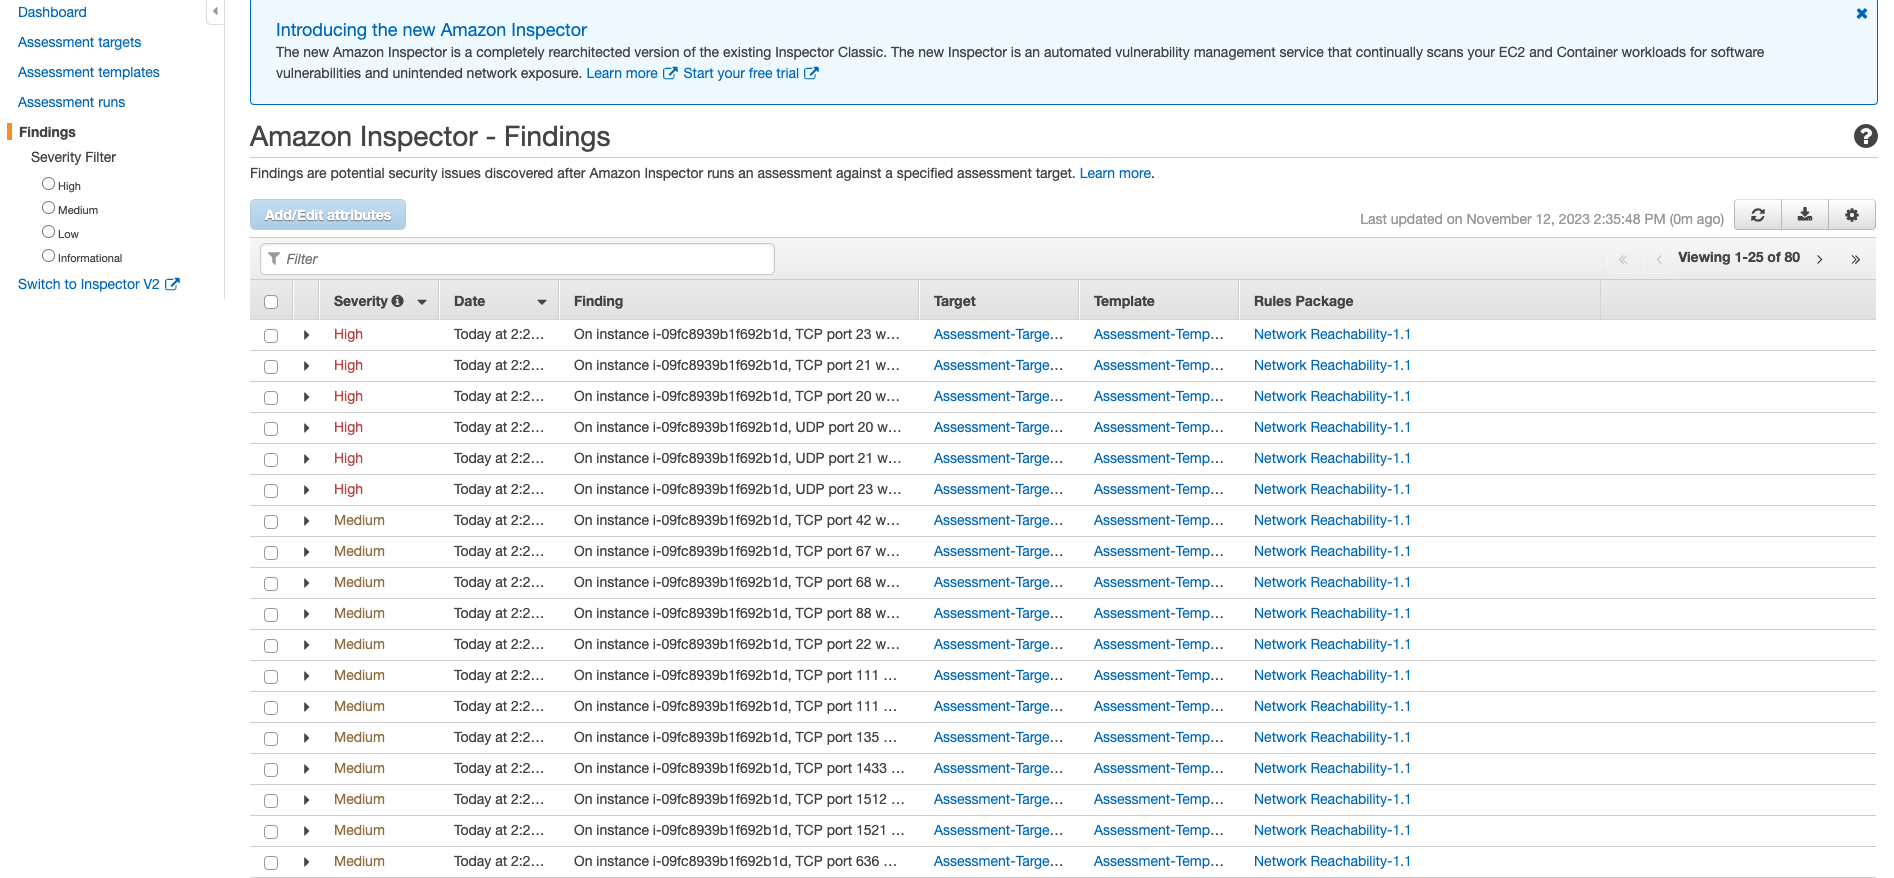 Dashboard
Assessment targets
Assessment templates
Assessment runs
Findings
Severity Filter
High
Medium
Low
Informational
Switch to Inspector V2
Introducing the new Amazon Inspector
The new Amazon Inspector is a completely rearchitected version of the existing Inspector Classic. The new Inspector is an automated vulnerability management service that continually scans your EC2 and Container workloads for software
vulnerabilities and unintended network exposure. Learn more Start your free trial
Amazon Inspector - Findings
Findings are potential security issues discovered after Amazon Inspector runs an assessment against a specified assessment target. Learn more.
Add/Edit attributes
Last updated on November 12, 2023 2:35:48 PM (0m ago)
Filter
« ‹ Viewing 1-25 of 80 › »
Severity Date Finding Target Template Rules Package
High Today at 2:2... On instance i-09fc8939b1f692b1d, TCP port 23 w... Assessment-Targe... Assessment-Temp... Network Reachability-1.1
High Today at 2:2... On instance i-09fc8939b1f692b1d, TCP port 21 w... Assessment-Targe... Assessment-Temp... Network Reachability-1.1
High Today at 2:2... On instance i-09fc8939b1f692b1d, TCP port 20 w... Assessment-Targe... Assessment-Temp... Network Reachability-1.1
High Today at 2:2... On instance i-09fc8939b1f692b1d, UDP port 20 w... Assessment-Targe... Assessment-Temp... Network Reachability-1.1
High Today at 2:2... On instance i-09fc8939b1f692b1d, UDP port 21 w... Assessment-Targe... Assessment-Temp... Network Reachability-1.1
High Today at 2:2... On instance i-09fc8939b1f692b1d, UDP port 23 w... Assessment-Targe... Assessment-Temp... Network Reachability-1.1
Medium Today at 2:2... On instance i-09fc8939b1f692b1d, TCP port 42 w... Assessment-Targe... Assessment-Temp... Network Reachability-1.1
Medium Today at 2:2... On instance i-09fc8939b1f692b1d, TCP port 67 w... Assessment-Targe... Assessment-Temp... Network Reachability-1.1
Medium Today at 2:2... On instance i-09fc8939b1f692b1d, TCP port 68 w... Assessment-Targe... Assessment-Temp... Network Reachability-1.1
Medium Today at 2:2... On instance i-09fc8939b1f692b1d, TCP port 88 w... Assessment-Targe... Assessment-Temp... Network Reachability-1.1
Medium Today at 2:2... On instance i-09fc8939b1f692b1d, TCP port 22 w... Assessment-Targe... Assessment-Temp... Network Reachability-1.1
Medium Today at 2:2... On instance i-09fc8939b1f692b1d, TCP port 111 ... Assessment-Targe... Assessment-Temp... Network Reachability-1.1
Medium Today at 2:2... On instance i-09fc8939b1f692b1d, TCP port 111 ... Assessment-Targe... Assessment-Temp... Network Reachability-1.1
Medium Today at 2:2... On instance i-09fc8939b1f692b1d, TCP port 135 ... Assessment-Targe... Assessment-Temp... Network Reachability-1.1
Medium Today at 2:2... On instance i-09fc8939b1f692b1d, TCP port 1433 ... Assessment-Targe... Assessment-Temp... Network Reachability-1.1
Medium Today at 2:2... On instance i-09fc8939b1f692b1d, TCP port 1512 ... Assessment-Targe... Assessment-Temp... Network Reachability-1.1
Medium Today at 2:2... On instance i-09fc8939b1f692b1d, TCP port 1521 ... Assessment-Targe... Assessment-Temp... Network Reachability-1.1
Medium Today at 2:2... On instance i-09fc8939b1f692b1d, TCP port 636 ... Assessment-Targe... Assessment-Temp... Network Reachability-1.1